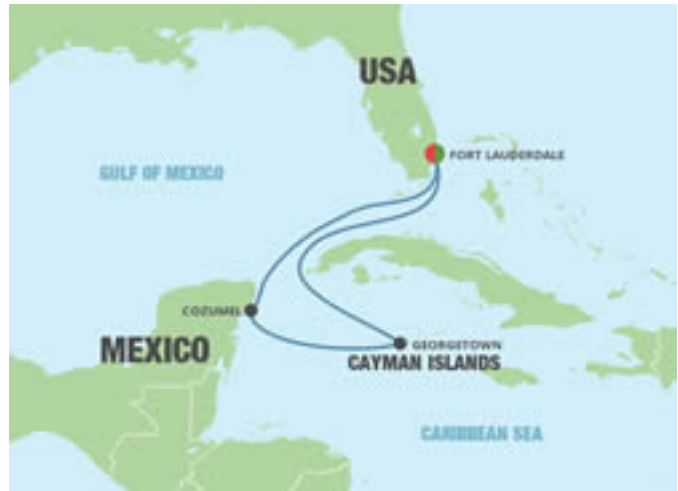 USA
FORT LAUDERDALE
GULF OF MEXICO
COZUMEL
MEXICO
GEORGETOWN
CAYMAN ISLANDS
CARIBBEAN SEA